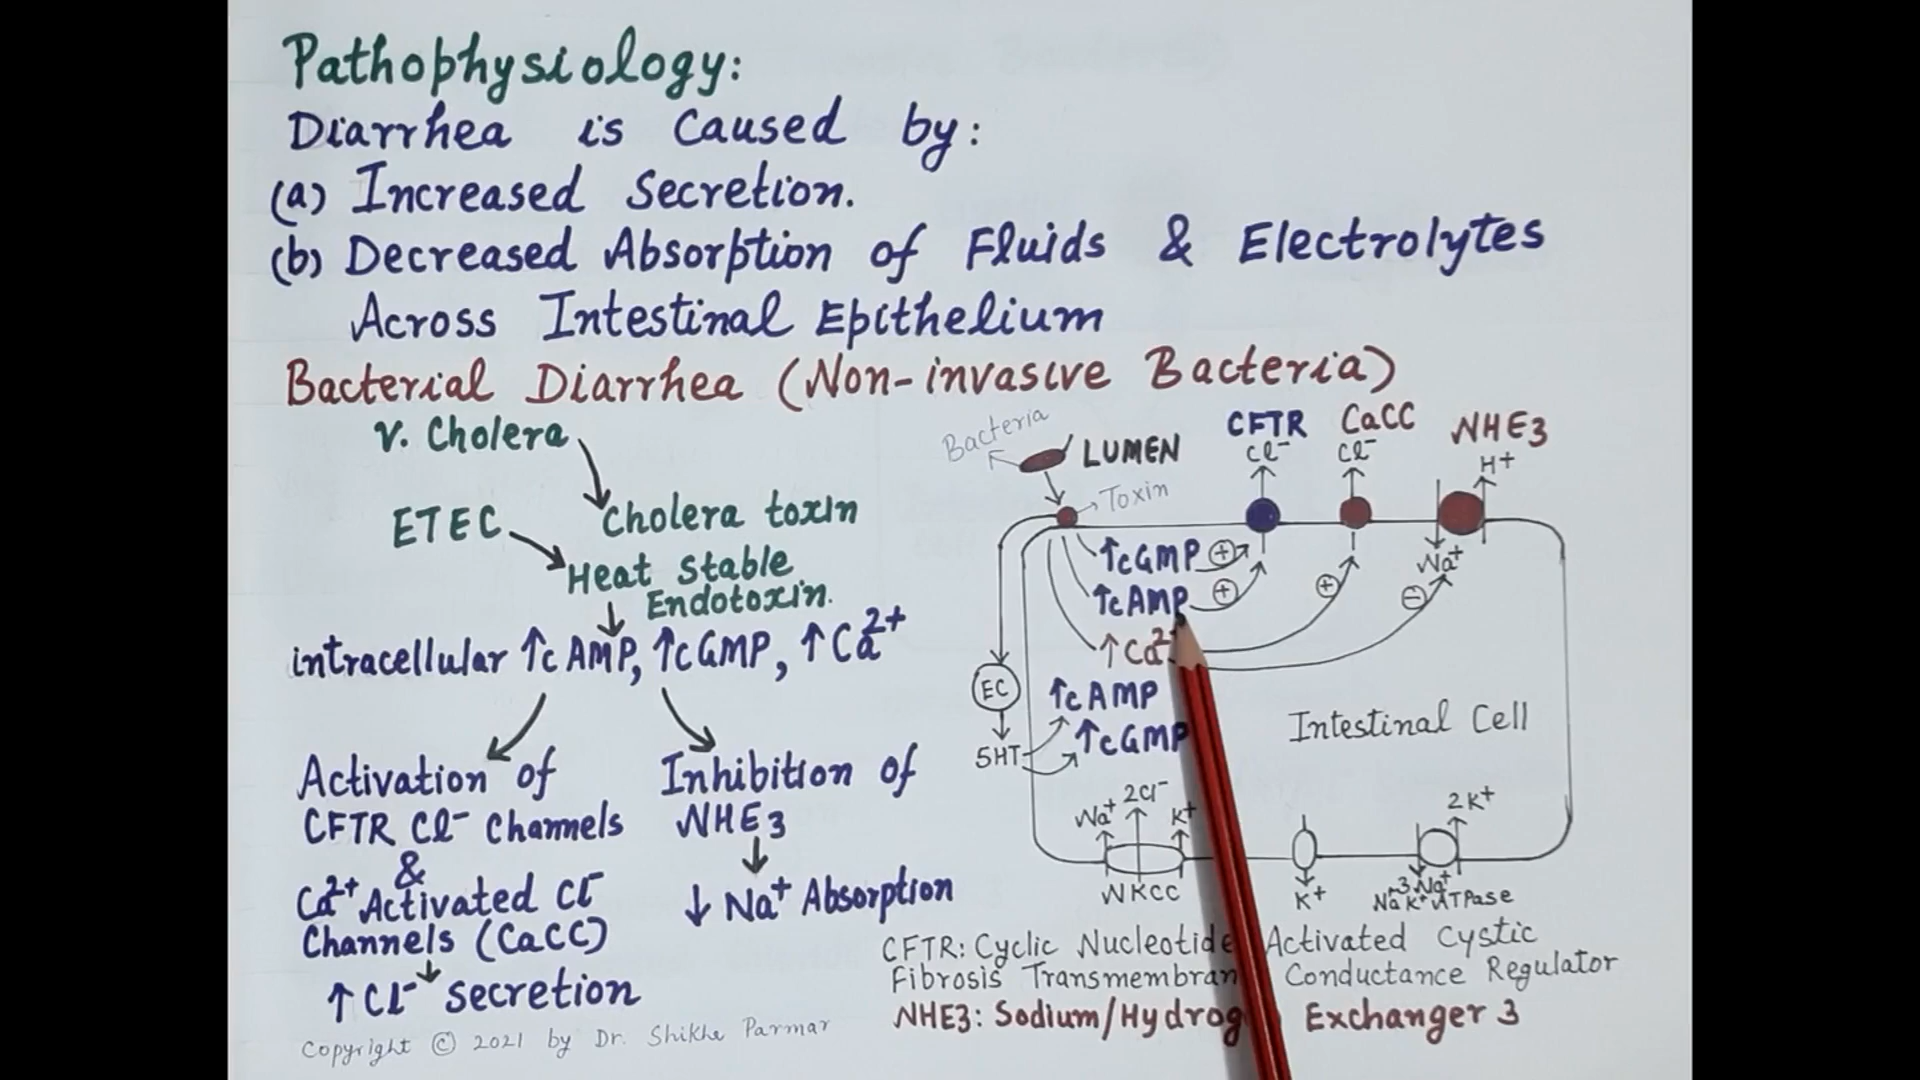 Pathophysiology:
Diarrhea is Caused by:
(a) Increased Secretion.
(b) Decreased Absorption of Fluids & Electrolytes
Across Intestinal Epithelium
Bacterial Diarrhea (Non-invasive Bacteria)
V. Cholera
Cholera toxin
ETEC
Heat Stable
Endotoxin.
intracellular ↑cAMP, ↑cGMP, ↑Ca2+
Activation of
CFTR Cl- Channels
&
Ca2+ Activated Cl-
Channels (CaCC)
↑Cl- secretion
Inhibition of
NHE3
↓ Na+ Absorption
Bacteria
LUMEN
Toxin
CFTR
Cl-
CaCC
Cl-
NHE3
H+
Na+
↑cGMP +
↑cAMP +
↑Ca2
+
-
EC
5HT
↑cAMP
↑cGMP
Intestinal Cell
Na+ 2Cl- K+
NKCC
K+
2K+
3Na+
Na+K+ATPase
CFTR: Cyclic Nucleotide Activated Cystic
Fibrosis Transmembran Conductance Regulator
NHE3: Sodium/Hydrog Exchanger 3
Copyright © 2021 by Dr. Shikha Parmar